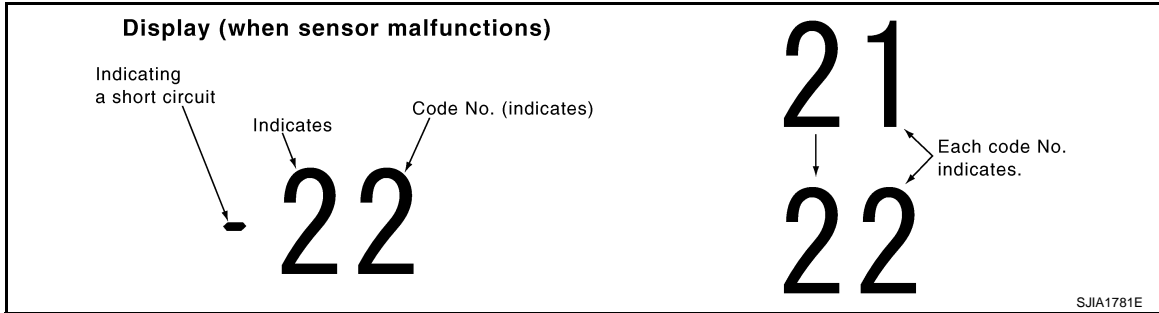 Display (when sensor malfunctions)
Indicating
a short circuit
Indicates
Code No. (indicates)
- 22
21
Each code No.
indicates.
22
SJIA1781E